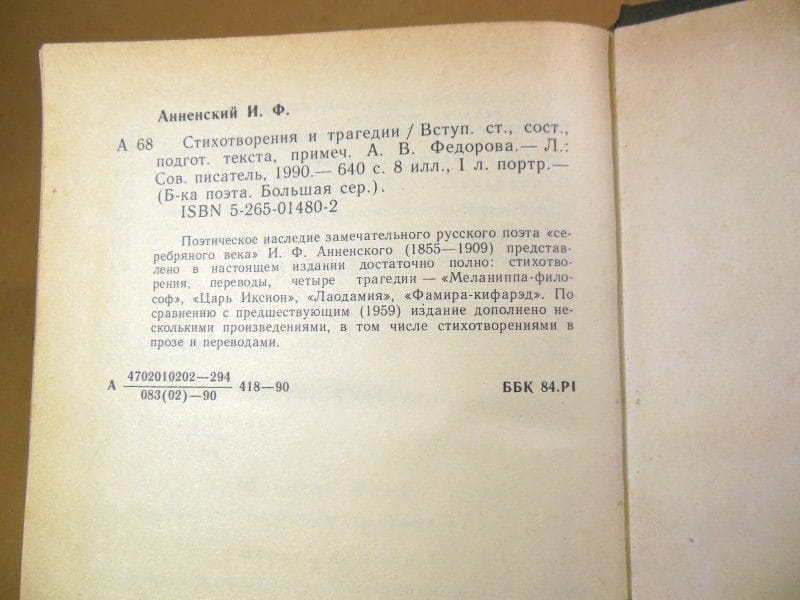 Анненский И. Ф.
А 68 Стихотворения и трагедии / Вступ. ст., сост.,
подгот. текста, примеч. А. В. Федорова.— Л.:
Сов. писатель, 1990.— 640 с. 8 илл., 1 л. портр.—
(Б-ка поэта. Большая сер.).
ISBN 5-265-01480-2
Поэтическое наследие замечательного русского поэта «се-
ребряного века» И. Ф. Анненского (1855—1909) представ-
лено в настоящем издании достаточно полно: стихотво-
рения, переводы, четыре трагедии — «Меланиппа-фило-
соф», «Царь Иксион», «Лаодамия», «Фамира-кифарэд». По
сравнению с предшествующим (1959) издание дополнено не-
сколькими произведениями, в том числе стихотворениями в
прозе и переводами.
А 4702010202—294
083(02)—90 418—90 ББК 84.Р1